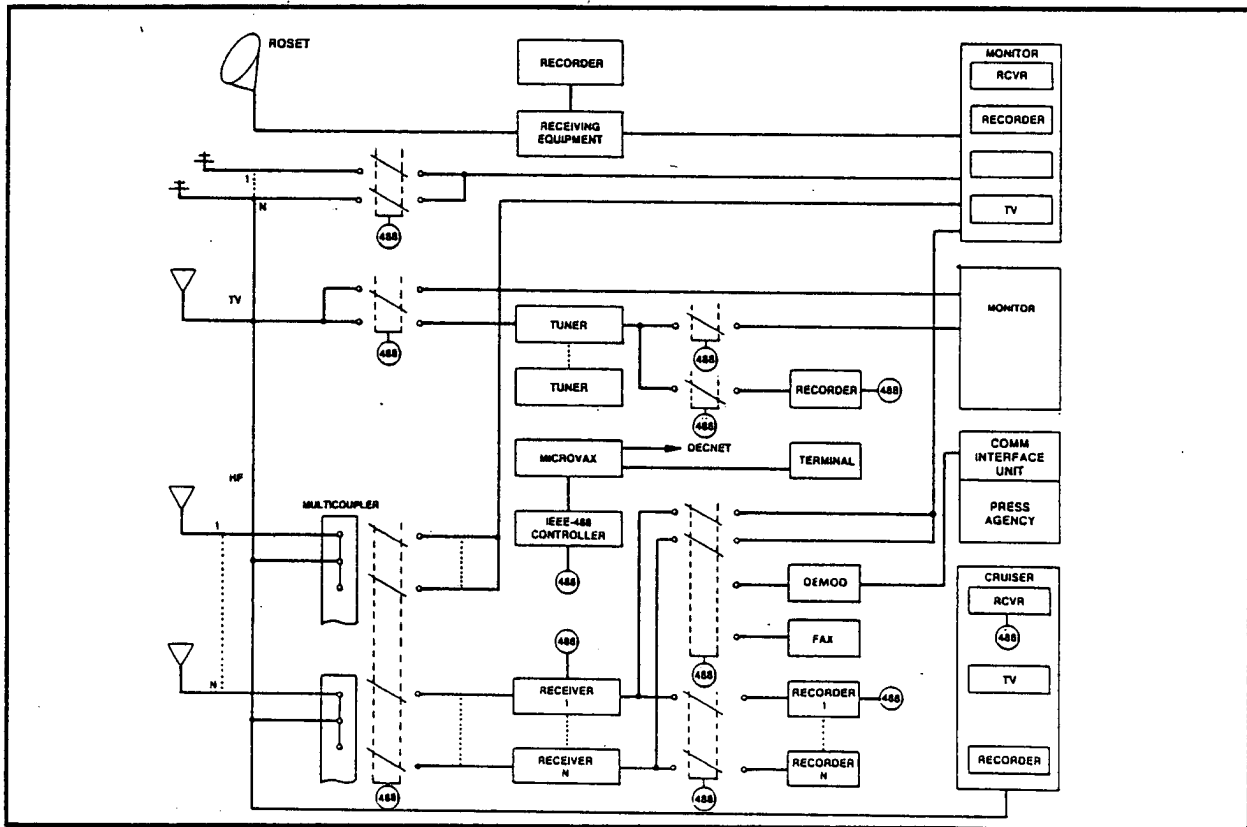 ROSET
RECORDER
RECEIVING
EQUIPMENT
MONITOR
RCVR
RECORDER
TV
1
N
488
TV
488
TUNER
TUNER
488
488
RECORDER
488
MONITOR
MICROVAX
DECNET
TERMINAL
IEEE-488
CONTROLLER
488
COMM
INTERFACE
UNIT
PRESS
AGENCY
HF
MULTICOUPLER
1
N
488
488
RECEIVER
1
RECEIVER
N
DEMOD
FAX
488
RECORDER
1
488
RECORDER
N
488
CRUISER
RCVR
488
TV
RECORDER